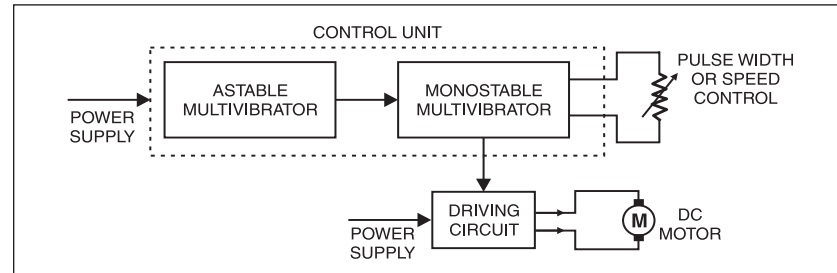 CONTROL UNIT
ASTABLE
MULTIVIBRATOR
MONOSTABLE
MULTIVIBRATOR
PULSE WIDTH
OR SPEED
CONTROL
POWER
SUPPLY
DRIVING
CIRCUIT
M
DC
MOTOR
POWER
SUPPLY